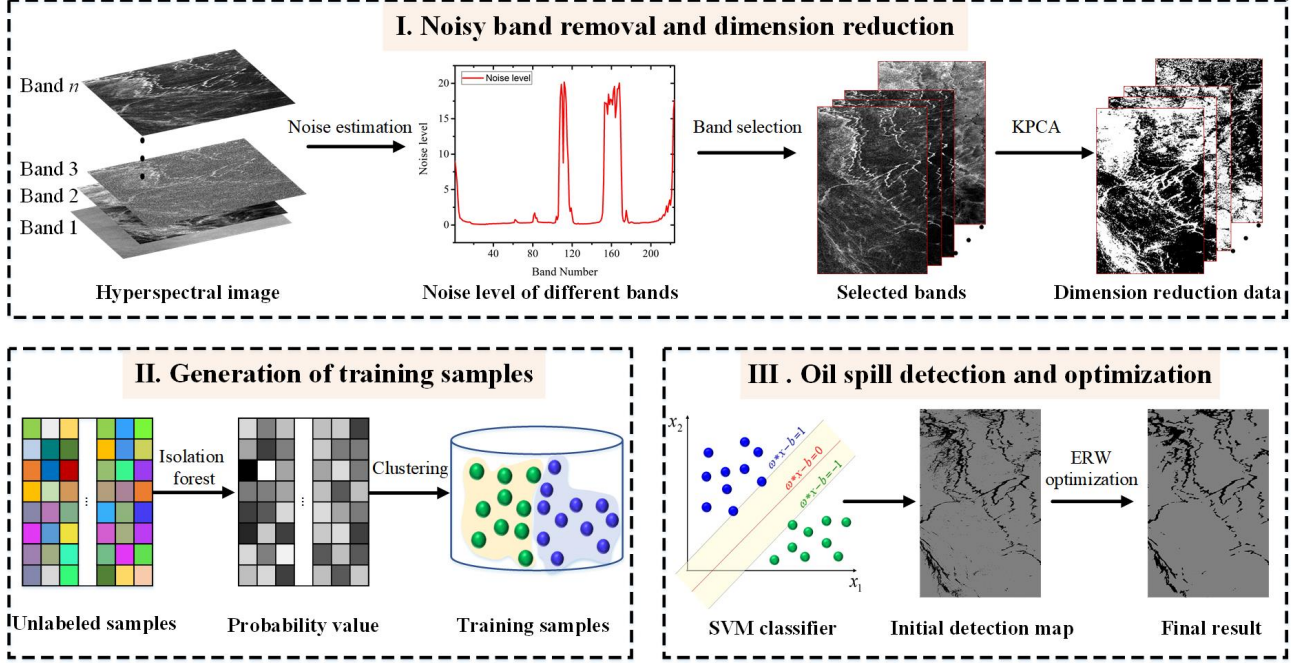 I. Noisy band removal and dimension reduction
Band n
Band 3
Band 2
Band 1
Hyperspectral image
Noise estimation
Noise level
Noise level
20
15
10
5
0
40 80 120 160 200
Band Number
Noise level of different bands
Band selection
Selected bands
KPCA
Dimension reduction data
II. Generation of training samples
Unlabeled samples
Isolation
forest
Probability value
Clustering
Training samples
III . Oil spill detection and optimization
x2
ω*x−b=1
ω*x−b=0
ω*x−b=−1
x1
SVM classifier
Initial detection map
ERW
optimization
Final result